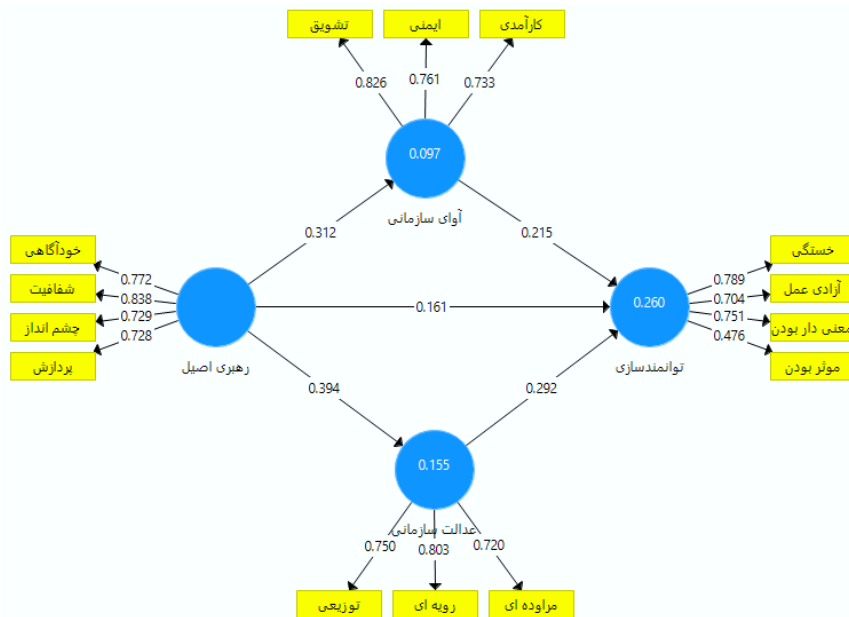 تشویق
ایمنی
کارآمدی
0.826
0.761
0.733
0.097
آوای سازمانی
0.312
0.215
خودآگاهی
شفافیت
چشم انداز
پردازش
0.772
0.838
0.729
0.728
رهبری اصیل
0.161
0.260
توانمندسازی
0.789
0.704
0.751
0.476
خستگی
آزادی عمل
معنی دار بودن
موثر بودن
0.394
0.292
0.155
عدالت سازمانی
0.750
0.803
0.720
توزیعی
رویه ای
مراوده ای